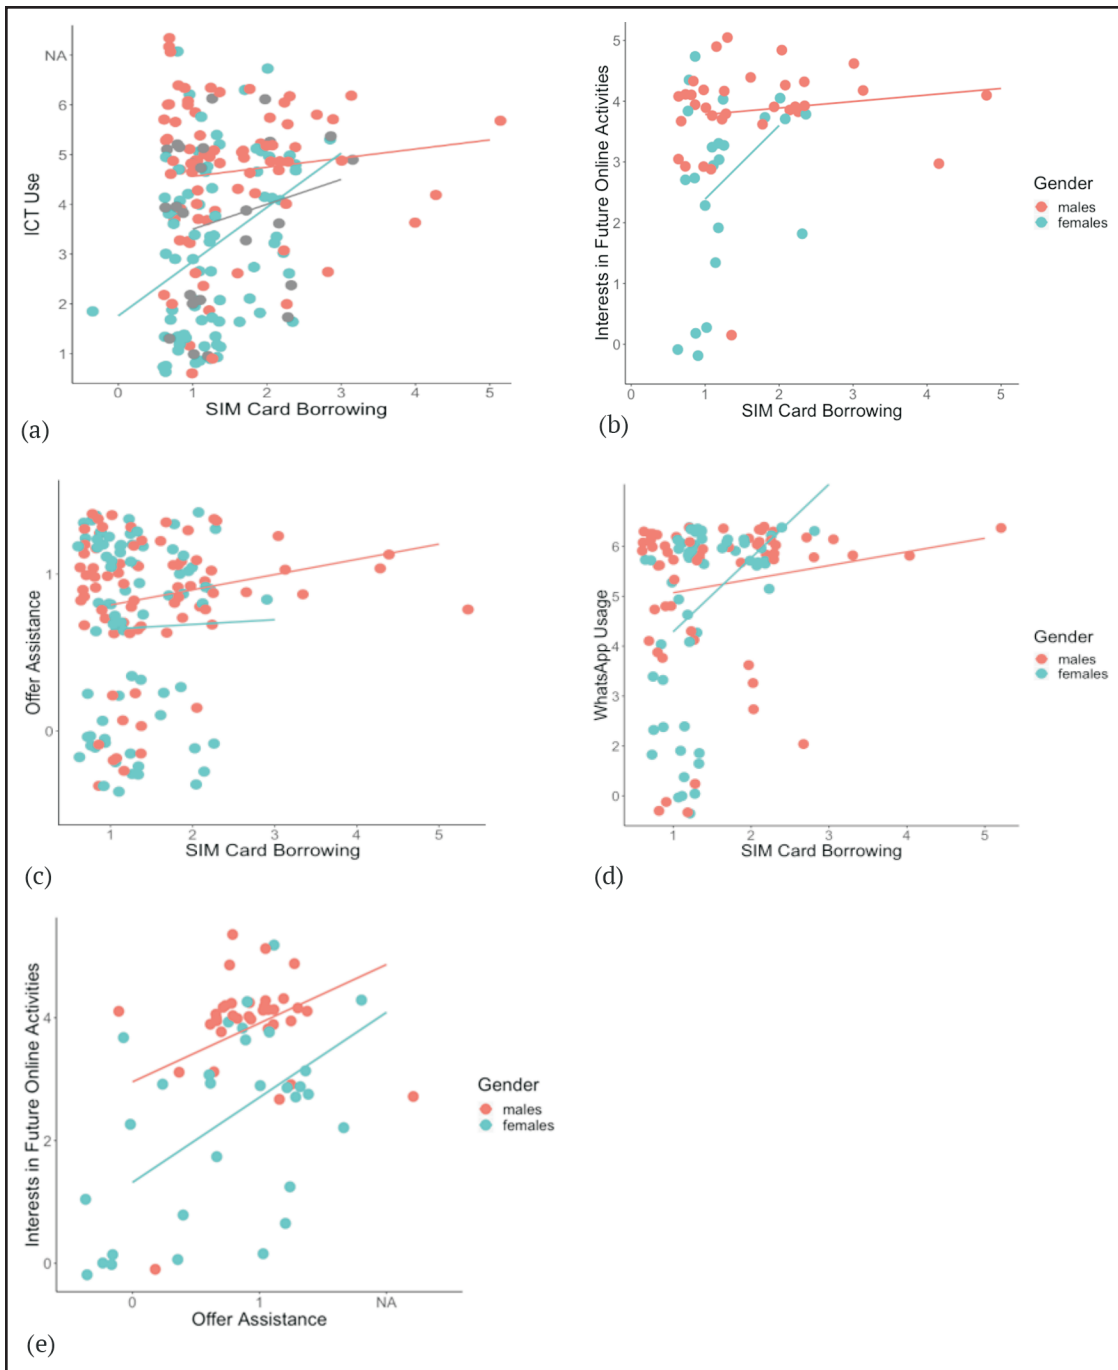 NA
6
5
4
3
2
1
ICT Use
0 1 2 3 4 5
SIM Card Borrowing
(a)
5
4
3
2
1
0
Interests in Future Online Activities
0 1 2 3 4 5
SIM Card Borrowing
(b)
Gender
males
females
1
0
Offer Assistance
1 2 3 4 5
SIM Card Borrowing
(c)
6
5
4
3
2
0
WhatsApp Usage
1 2 3 4 5
SIM Card Borrowing
(d)
Gender
males
females
4
2
0
Interests in Future Online Activities
0 1 NA
Offer Assistance
(e)
Gender
males
females